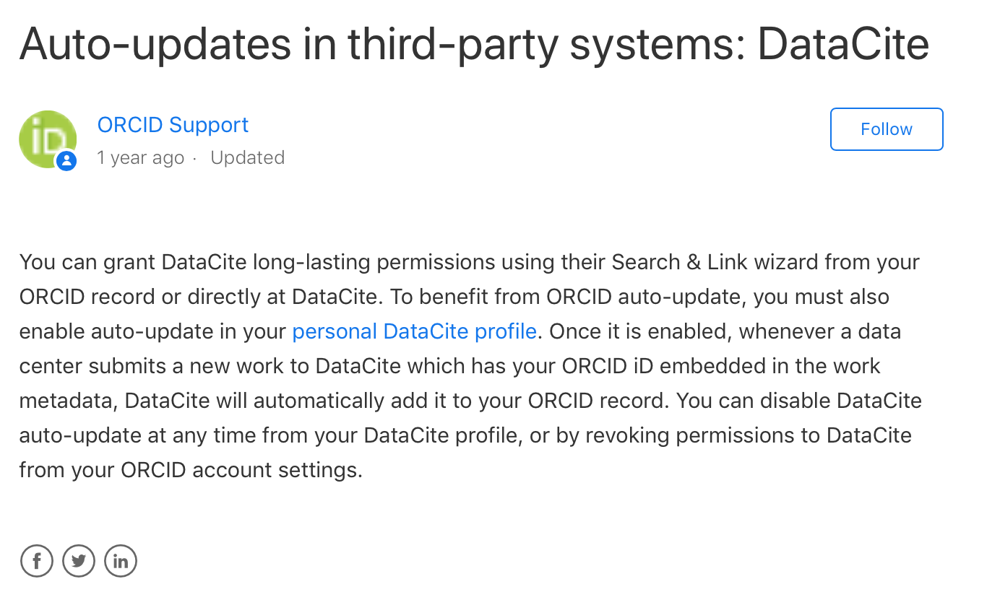 Auto-updates in third-party systems: DataCite
iD
ORCID Support
Follow
1 year ago · Updated
You can grant DataCite long-lasting permissions using their Search & Link wizard from your
ORCID record or directly at DataCite. To benefit from ORCID auto-update, you must also
enable auto-update in your personal DataCite profile. Once it is enabled, whenever a data
center submits a new work to DataCite which has your ORCID iD embedded in the work
metadata, DataCite will automatically add it to your ORCID record. You can disable DataCite
auto-update at any time from your DataCite profile, or by revoking permissions to DataCite
from your ORCID account settings.
f in